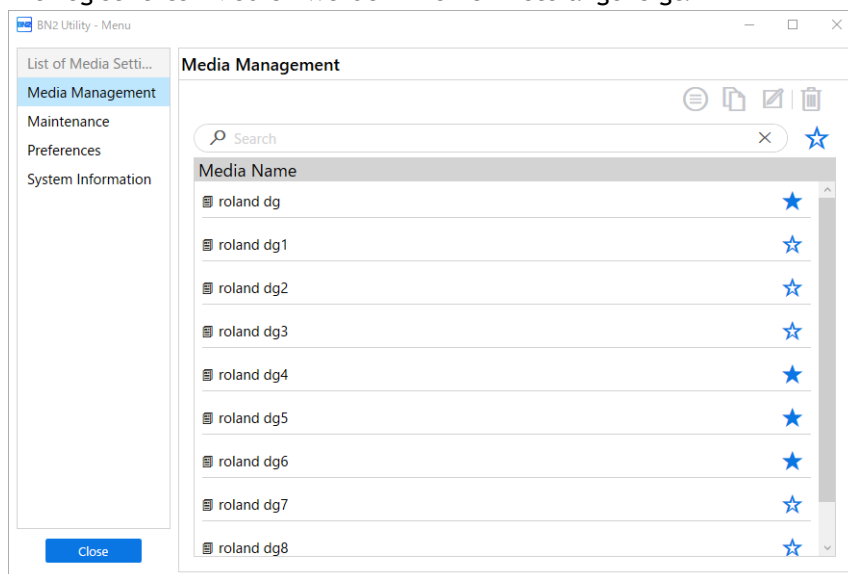 BN2 BN2 Utility - Menu
List of Media Setti...
Media Management
Maintenance
Preferences
System Information
Close
Media Management
Search
Media Name
roland dg
roland dg1
roland dg2
roland dg3
roland dg4
roland dg5
roland dg6
roland dg7
roland dg8